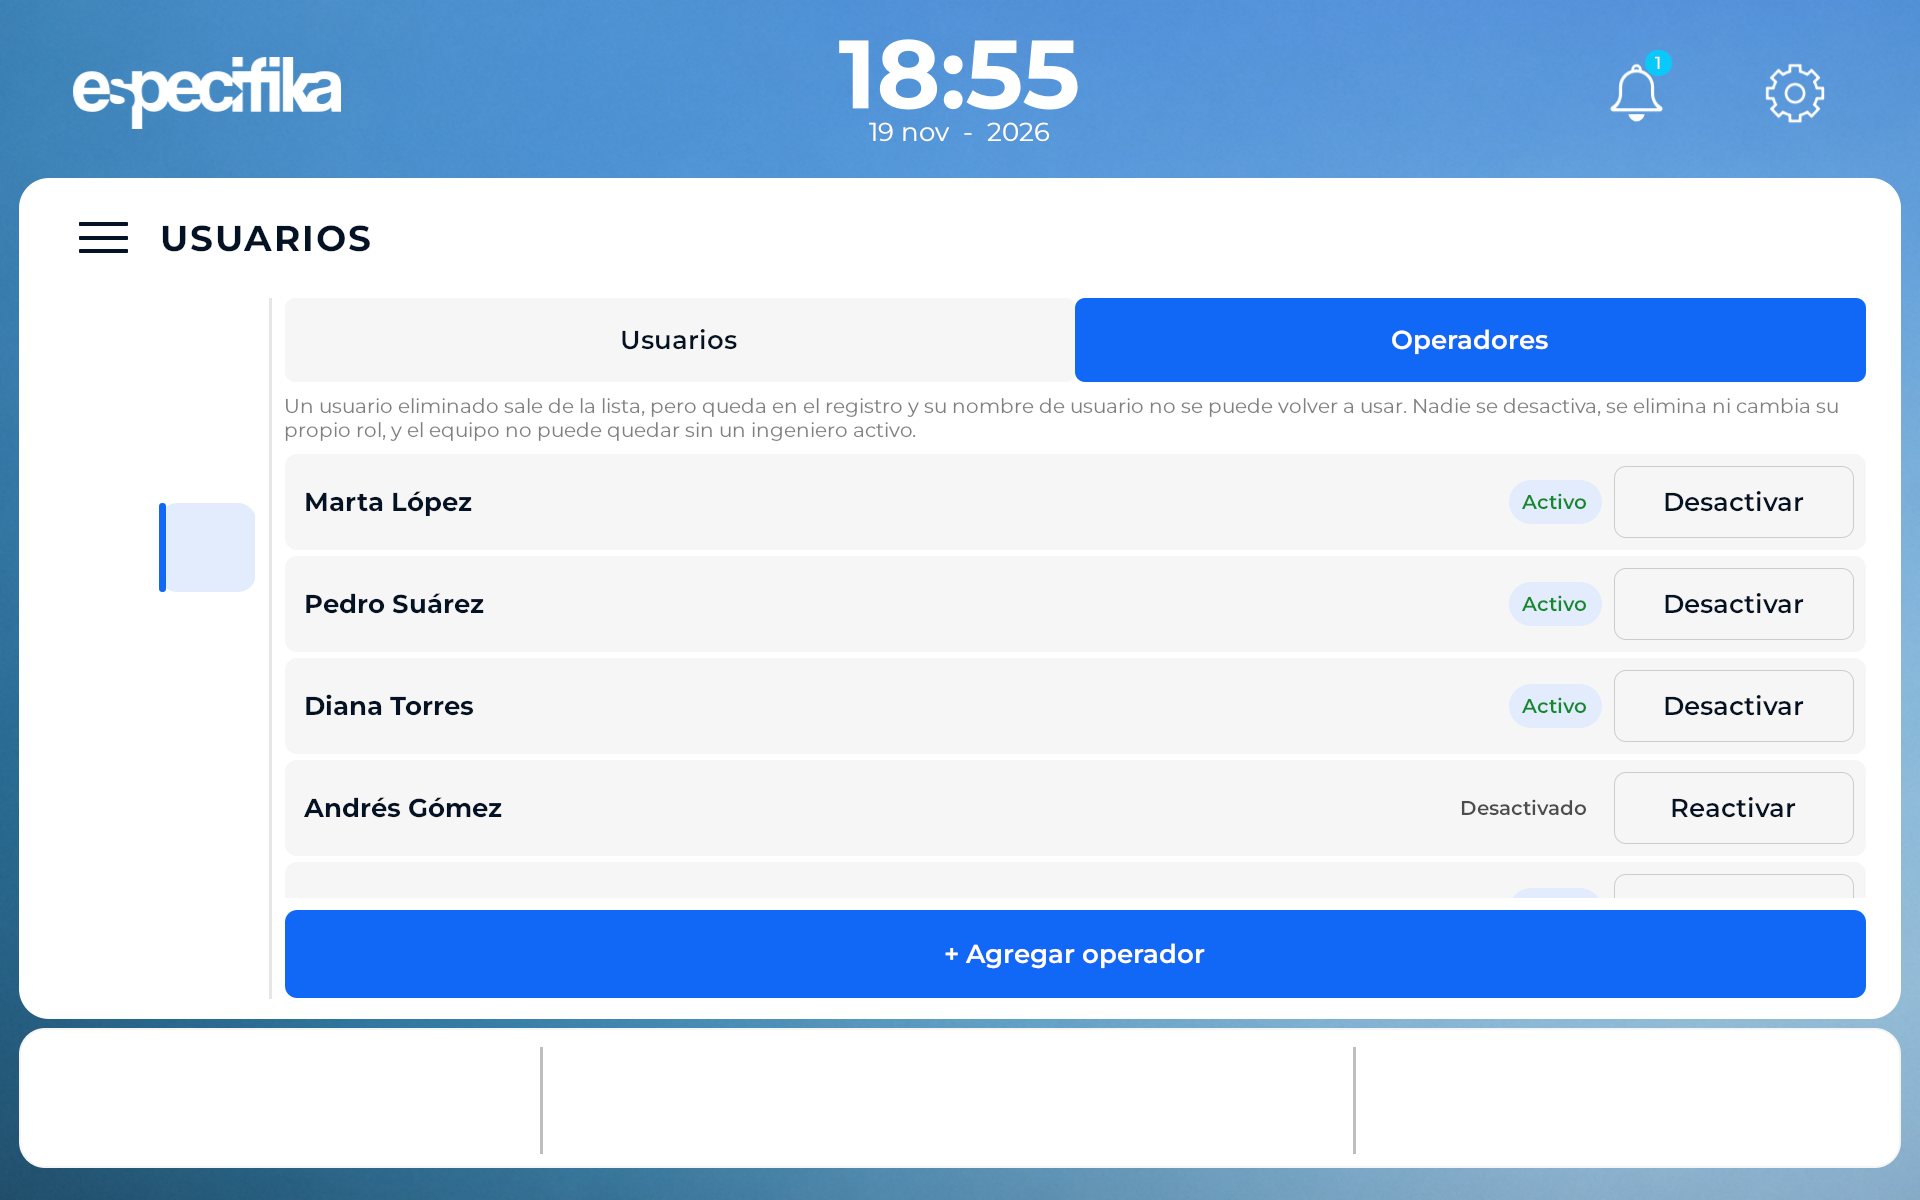 especifika
18:55
19 nov - 2026
1
USUARIOS
Usuarios
Operadores
Un usuario eliminado sale de la lista, pero queda en el registro y su nombre de usuario no se puede volver a usar. Nadie se desactiva, se elimina ni cambia su
propio rol, y el equipo no puede quedar sin un ingeniero activo.
Marta López
Activo
Desactivar
Pedro Suárez
Activo
Desactivar
Diana Torres
Activo
Desactivar
Andrés Gómez
Desactivado
Reactivar
+ Agregar operador